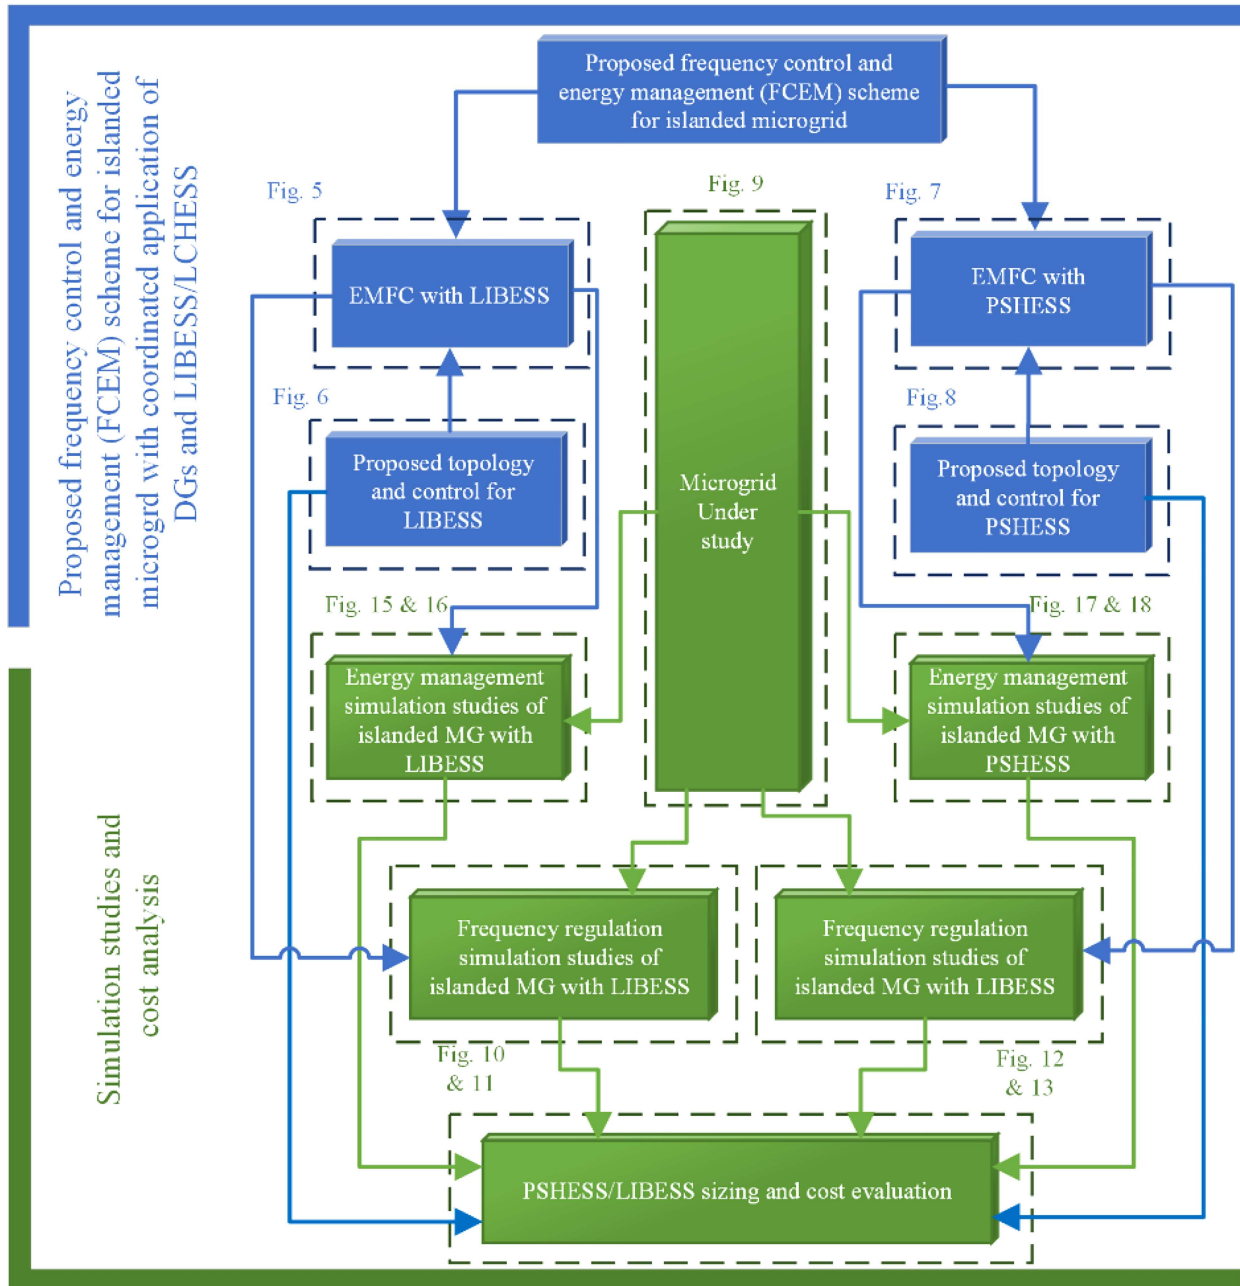 Proposed frequency control and energy
management (FCEM) scheme for islanded
microgrd with coordinated application of
DGs and LIBESS/LCHESS
Proposed frequency control and
energy management (FCEM) scheme
for islanded microgrid
Fig. 5
Fig. 9
Fig. 7
EMFC with LIBESS
EMFC with
PSHESS
Fig. 6
Fig.8
Proposed topology
and control for
LIBESS
Microgrid
Under
study
Proposed topology
and control for
PSHESS
Fig. 15 & 16
Fig. 17 & 18
Energy management
simulation studies of
islanded MG with
LIBESS
Energy management
simulation studies of
islanded MG with
PSHESS
Simulation studies and
cost analysis
Frequency regulation
simulation studies of
islanded MG with LIBESS
Frequency regulation
simulation studies of
islanded MG with LIBESS
Fig. 10
& 11
Fig. 12
& 13
PSHESS/LIBESS sizing and cost evaluation